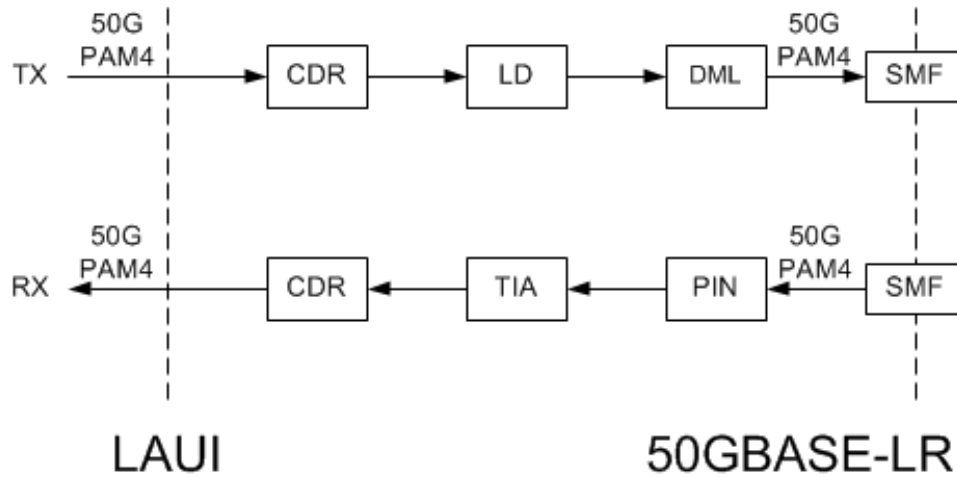 50G
PAM4
50G
PAM4
TX
CDR
LD
DML
SMF
50G
PAM4
50G
PAM4
RX
CDR
TIA
PIN
SMF
LAUI
50GBASE-LR